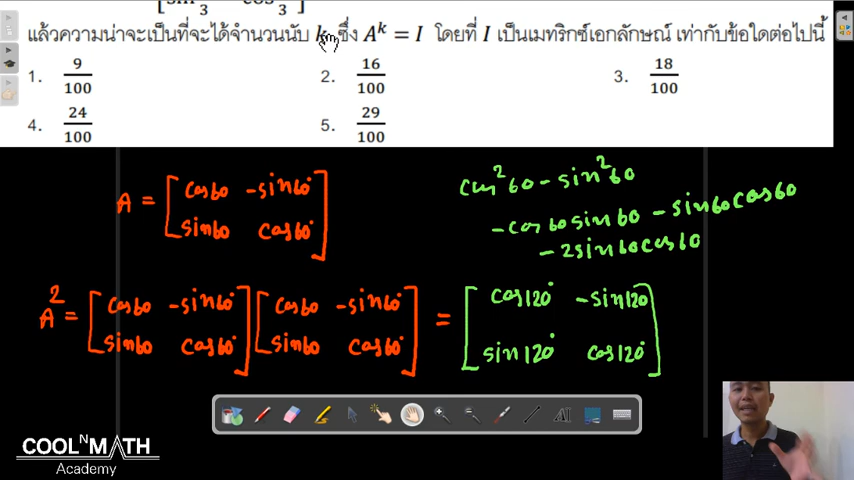 sin 3 cos 3
แล้วความน่าจะเป็นที่จะได้จำนวนนับ k ซึ่ง A^k = I โดยที่ I เป็นเมทริกซ์เอกลักษณ์ เท่ากับข้อใดต่อไปนี้
1. 9/100 2. 16/100 3. 18/100
4. 24/100 5. 29/100
cos²60 - sin²60
A = [cos60 -sin60°
sin60 cos60°]
-cos60sin60 - sin60cos60
-2sin60cos60
A² = [cos60 -sin60° [cos60 -sin60° = [cos120° -sin120
sin60 cos60°] sin60 cos60°] sin120° cos120°]
AI
COOL N MATH
Academy